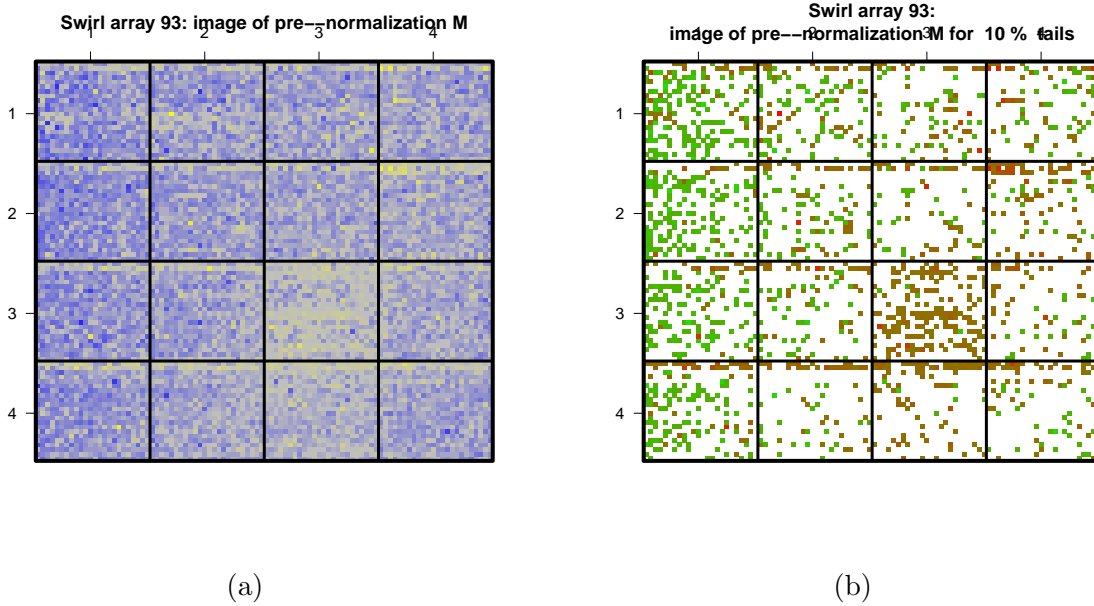 Swirl array 93: image of pre−−normalization M
1 2 3 4
1
2
3
4
(a)
Swirl array 93:
image of pre−−normalization M for 10 % tails
1 2 3 4
1
2
3
4
(b)